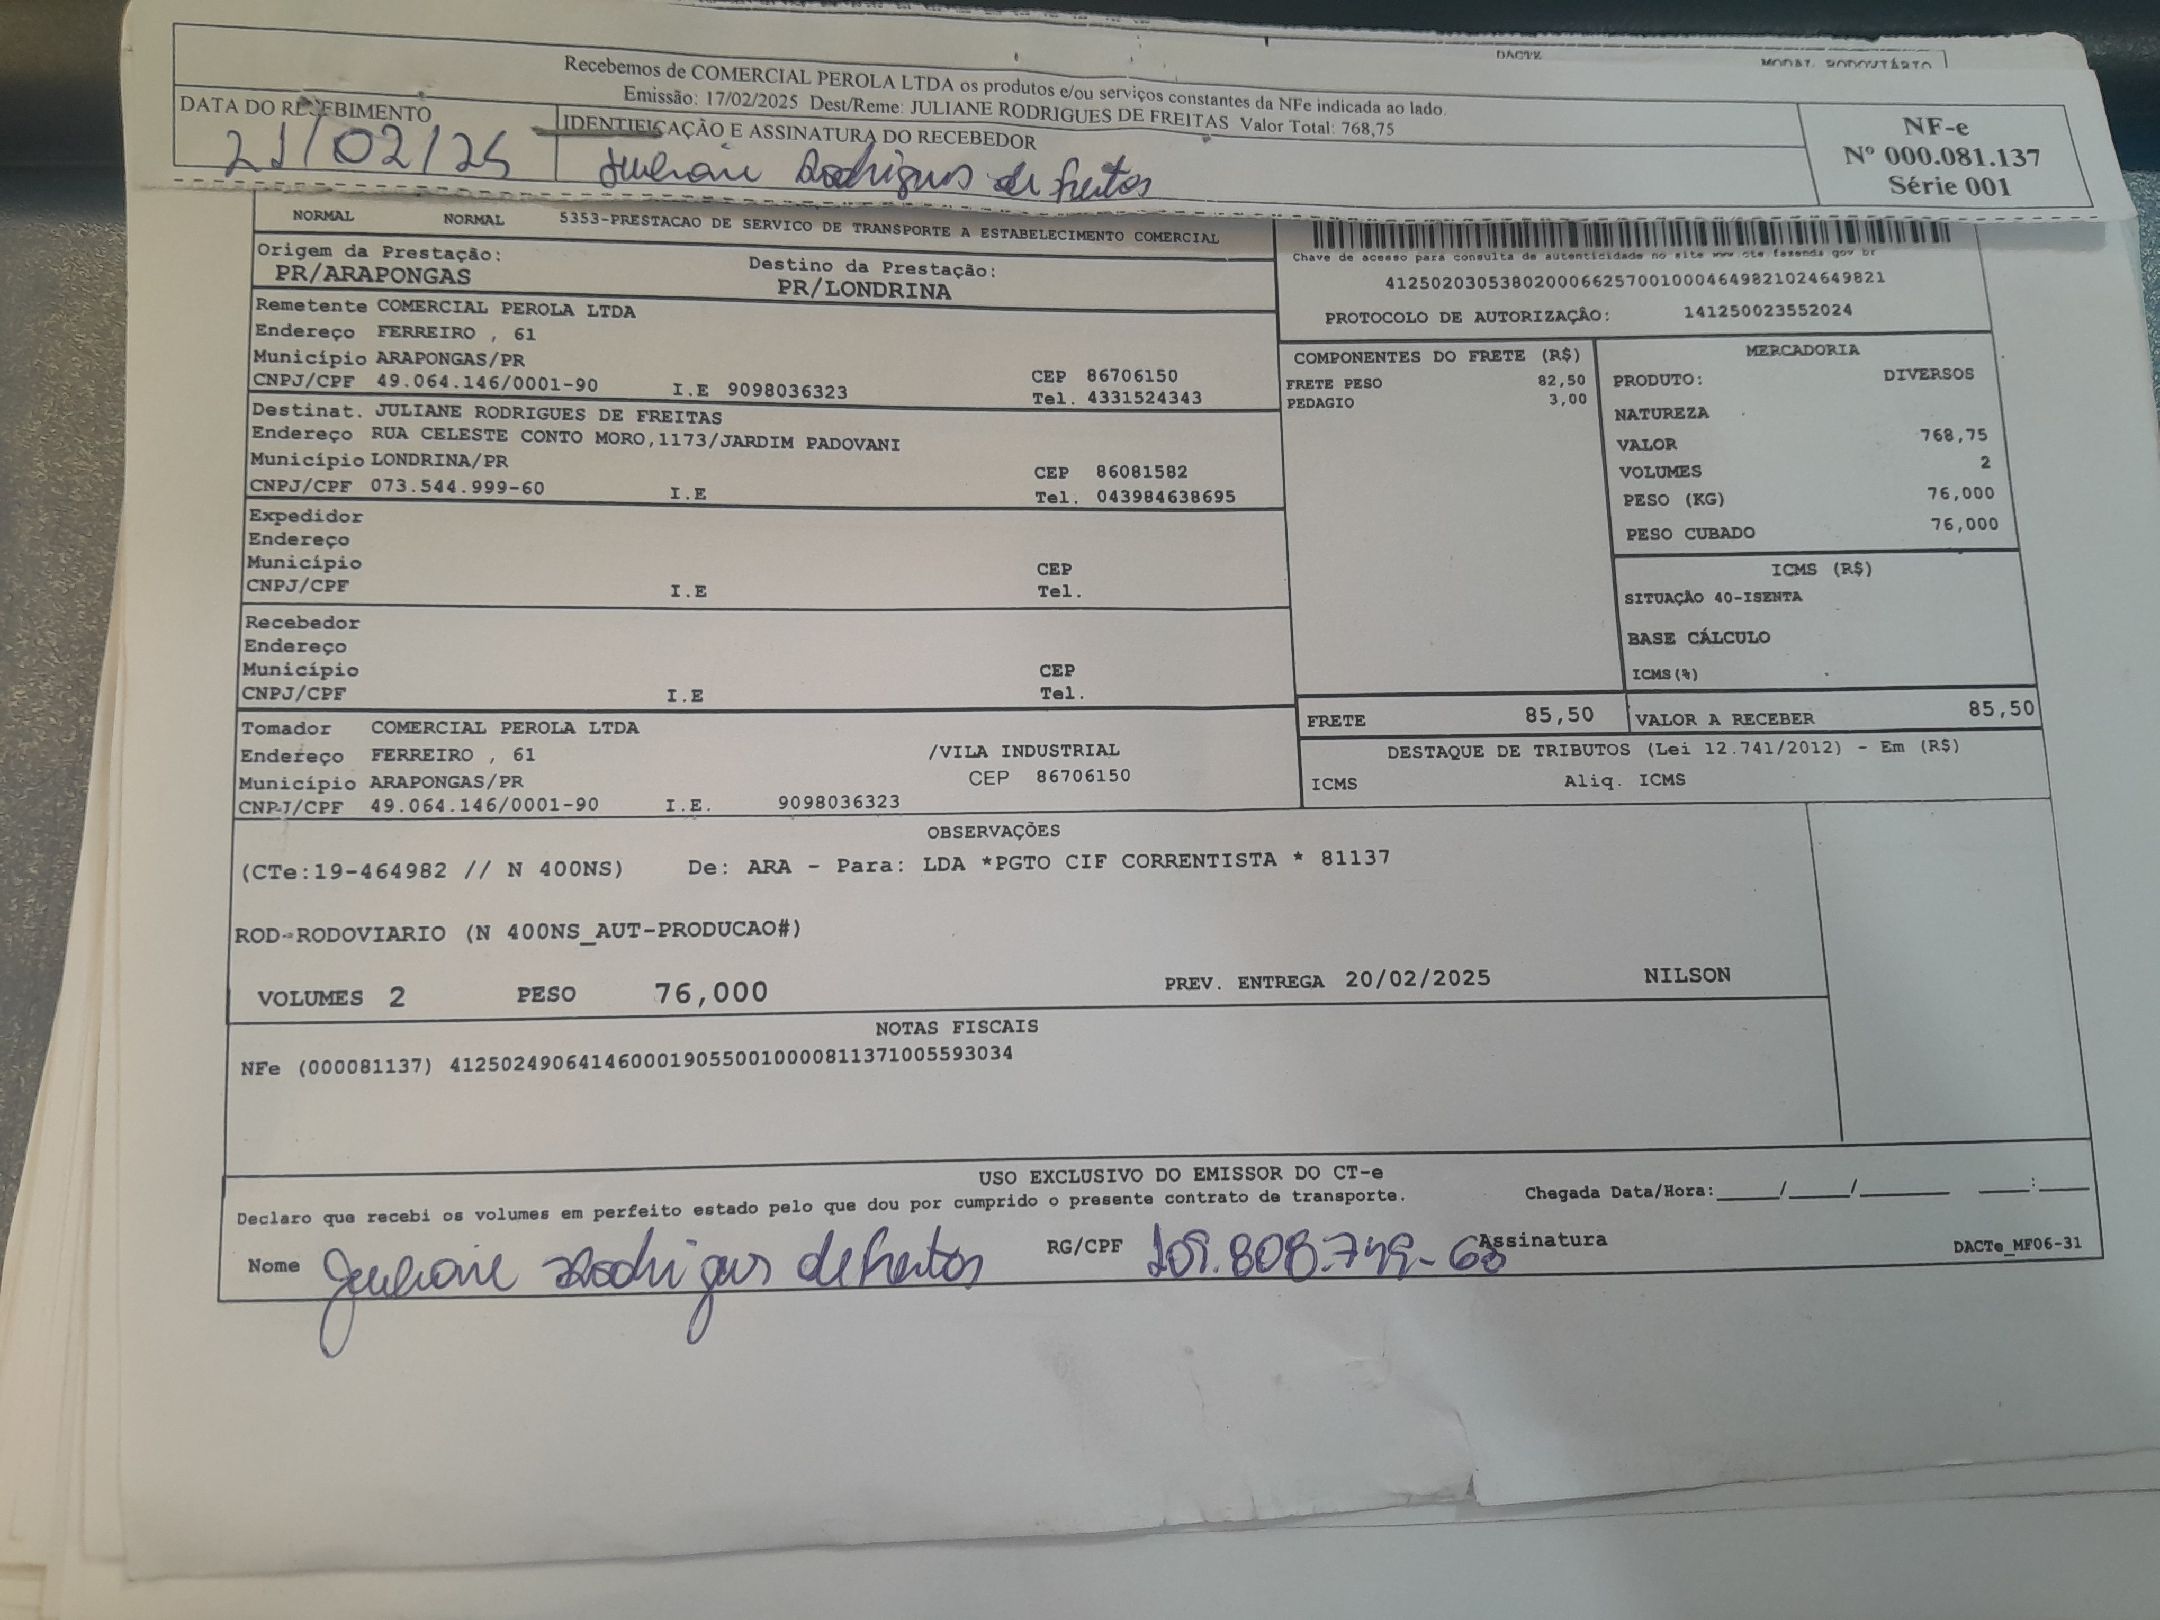 DACTE
MODAL RODOVIÁRIO
Recebemos de COMERCIAL PEROLA LTDA os produtos e/ou serviços constantes da NFe indicada ao lado.
Emissão: 17/02/2025 Dest/Reme: JULIANE RODRIGUES DE FREITAS Valor Total: 768,75
DATA DO RECEBIMENTO
IDENTIFICAÇÃO E ASSINATURA DO RECEBEDOR
21/02/25
Juliane Rodrigues de Freitas
NF-e
Nº 000.081.137
Série 001
NORMAL NORMAL 5353-PRESTACAO DE SERVICO DE TRANSPORTE A ESTABELECIMENTO COMERCIAL
Origem da Prestação:
PR/ARAPONGAS
Destino da Prestação:
PR/LONDRINA
Chave de acesso para consulta de autenticidade no site www.cte.fazenda.gov.br
41250203053802000662570010004649821024649821
PROTOCOLO DE AUTORIZAÇÃO: 141250023552024
Remetente COMERCIAL PEROLA LTDA
Endereço FERREIRO , 61
Município ARAPONGAS/PR CEP 86706150
CNPJ/CPF 49.064.146/0001-90 I.E 9098036323 Tel. 4331524343
Destinat. JULIANE RODRIGUES DE FREITAS
Endereço RUA CELESTE CONTO MORO,1173/JARDIM PADOVANI
Município LONDRINA/PR CEP 86081582
CNPJ/CPF 073.544.999-60 I.E Tel. 043984638695
Expedidor
Endereço
Município CEP
CNPJ/CPF I.E Tel.
Recebedor
Endereço
Município CEP
CNPJ/CPF I.E Tel.
Tomador COMERCIAL PEROLA LTDA
Endereço FERREIRO , 61 /VILA INDUSTRIAL
Município ARAPONGAS/PR CEP 86706150
CNPJ/CPF 49.064.146/0001-90 I.E. 9098036323
COMPONENTES DO FRETE (R$)
FRETE PESO 82,50
PEDAGIO 3,00
MERCADORIA
PRODUTO: DIVERSOS
NATUREZA
VALOR 768,75
VOLUMES 2
PESO (KG) 76,000
PESO CUBADO 76,000
ICMS (R$)
SITUAÇÃO 40-ISENTA
BASE CÁLCULO
ICMS(%)
FRETE 85,50
VALOR A RECEBER 85,50
DESTAQUE DE TRIBUTOS (Lei 12.741/2012) - Em (R$)
ICMS Aliq. ICMS
OBSERVAÇÕES
(CTe:19-464982 // N 400NS) De: ARA - Para: LDA *PGTO CIF CORRENTISTA * 81137
ROD-RODOVIARIO (N 400NS_AUT-PRODUCAO#)
VOLUMES 2 PESO 76,000 PREV. ENTREGA 20/02/2025 NILSON
NOTAS FISCAIS
NFe (000081137) 41250249064146000190550010000811371005593034
USO EXCLUSIVO DO EMISSOR DO CT-e
Declaro que recebi os volumes em perfeito estado pelo que dou por cumprido o presente contrato de transporte. Chegada Data/Hora:_____/_____/________ ____:____
Nome Juliane Rodrigues de Freitas RG/CPF 109.808.749-60 Assinatura
DACTe_MF06-31